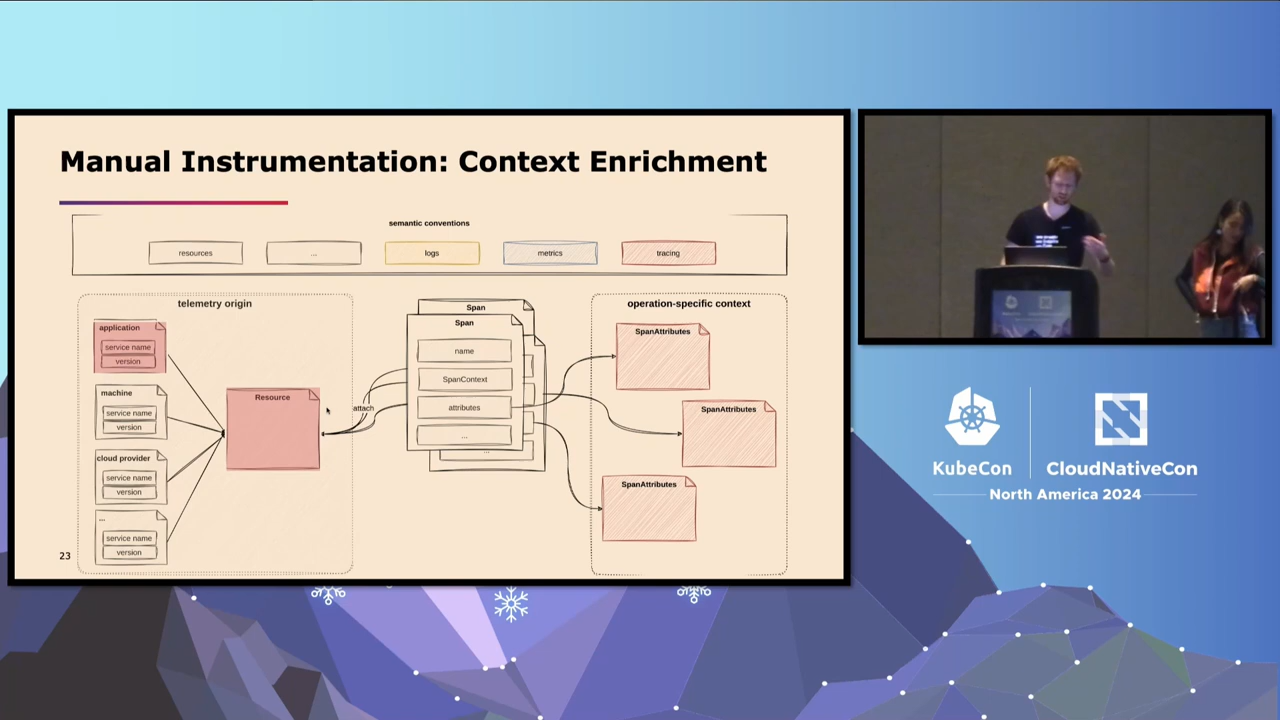 Manual Instrumentation: Context Enrichment
semantic conventions
resources
...
logs
metrics
tracing
telemetry origin
application
service name
version
machine
service name
version
cloud provider
service name
version
...
service name
version
Resource
attach
Span
Span
name
SpanContext
attributes
...
...
operation-specific context
SpanAttributes
SpanAttributes
SpanAttributes
23
KubeCon
CloudNativeCon
North America 2024